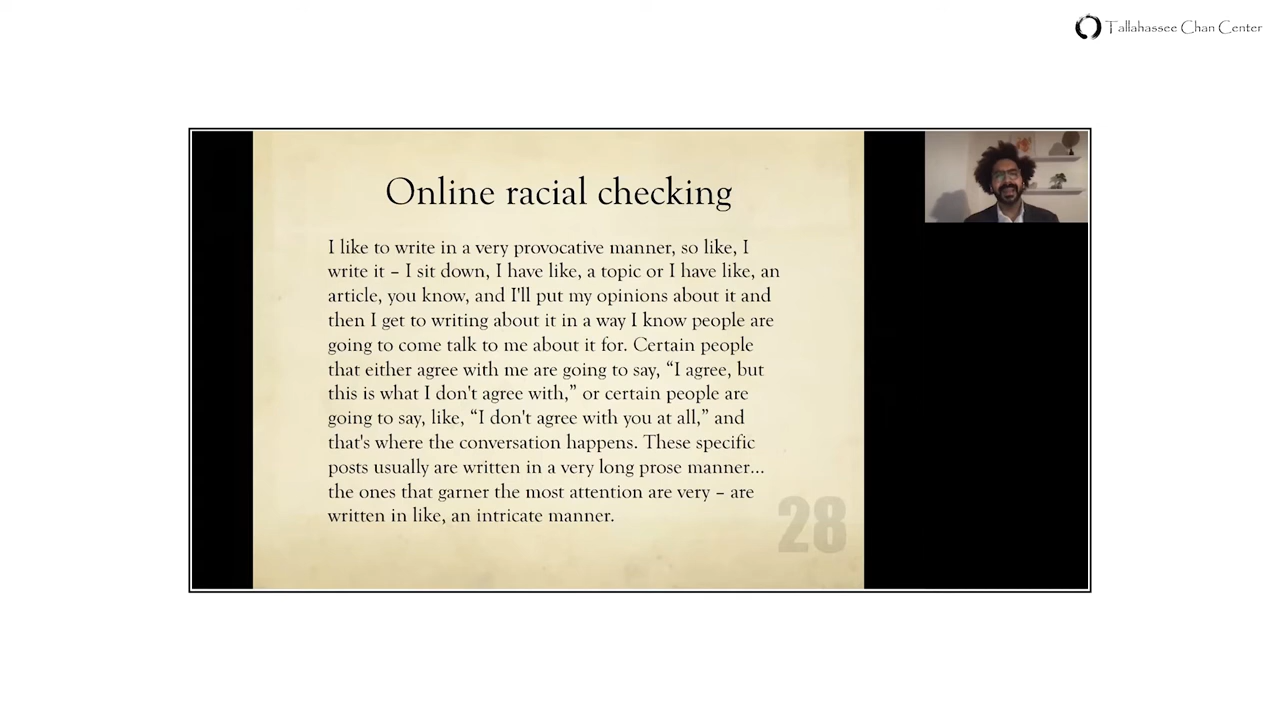 Tallahassee Chan Center
Online racial checking
I like to write in a very provocative manner, so like, I
write it – I sit down, I have like, a topic or I have like, an
article, you know, and I'll put my opinions about it and
then I get to writing about it in a way I know people are
going to come talk to me about it for. Certain people
that either agree with me are going to say, “I agree, but
this is what I don't agree with,” or certain people are
going to say, like, “I don't agree with you at all,” and
that's where the conversation happens. These specific
posts usually are written in a very long prose manner...
the ones that garner the most attention are very – are
written in like, an intricate manner.
28